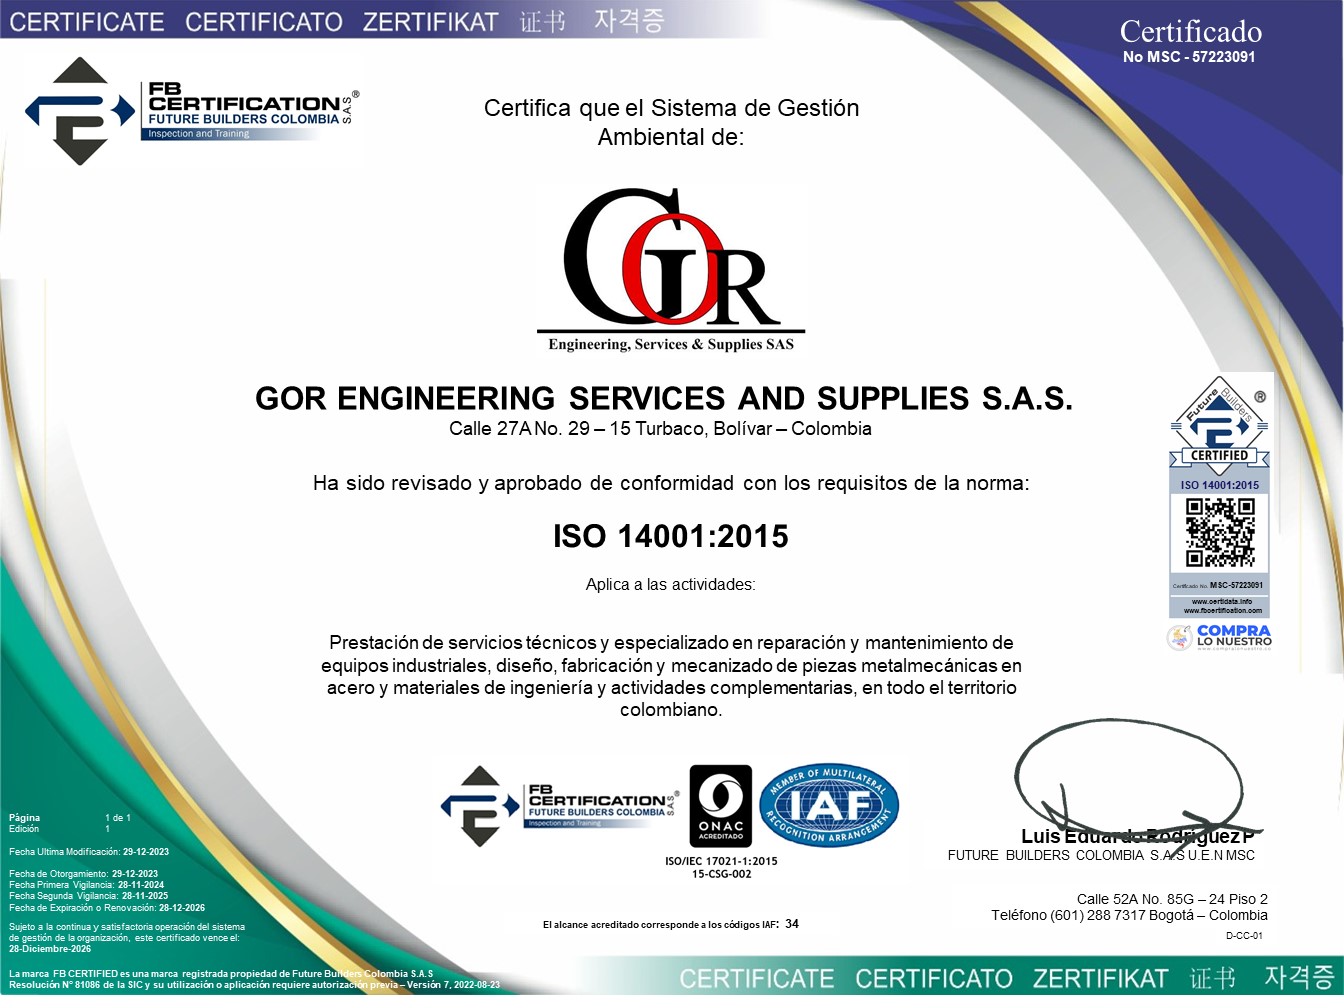 CERTIFICATE CERTIFICADO ZERTIFIKAT 证书 자격증
Certificado
No MSC - 57223091
FB
CERTIFICATION
FUTURE BUILDERS COLOMBIA
S.A.S
®
Inspection and Training
Certifica que el Sistema de Gestión
Ambiental de:
GOR
Engineering, Services & Supplies SAS
GOR ENGINEERING SERVICES AND SUPPLIES S.A.S.
Calle 27A No. 29 – 15 Turbaco, Bolívar – Colombia
Ha sido revisado y aprobado de conformidad con los requisitos de la norma:
ISO 14001:2015
Aplica a las actividades:
Prestación de servicios técnicos y especializado en reparación y mantenimiento de
equipos industriales, diseño, fabricación y mecanizado de piezas metalmecánicas en
acero y materiales de ingeniería y actividades complementarias, en todo el territorio
colombiano.
Future Builders ®
CERTIFIED
ISO 14001:2015
Certificado No. MSC-57223091
www.certidata.info
www.fbcertification.com
COMPRA
LO NUESTRO
www.compralonuestro.co
FB
CERTIFICATION
FUTURE BUILDERS COLOMBIA
S.A.S
®
Inspection and Training
ONAC
ACREDITADO
MEMBER OF MULTILATERAL
IAF
RECOGNITION ARRANGEMENT
ISO/IEC 17021-1:2015
15-CSG-002
El alcance acreditado corresponde a los códigos IAF: 34
Luis Eduardo Rodríguez P
FUTURE BUILDERS COLOMBIA S.A.S U.E.N MSC
Calle 52A No. 85G – 24 Piso 2
Teléfono (601) 288 7317 Bogotá – Colombia
D-CC-01
Página 1 de 1
Edición 1
Fecha Ultima Modificación: 29-12-2023
Fecha de Otorgamiento: 29-12-2023
Fecha Primera Vigilancia: 28-11-2024
Fecha Segunda Vigilancia: 28-11-2025
Fecha de Expiración o Renovación: 28-12-2026
Sujeto a la continua y satisfactoria operación del sistema
de gestión de la organización, este certificado vence el:
28-Diciembre-2026
La marca FB CERTIFIED es una marca registrada propiedad de Future Builders Colombia S.A.S
Resolución N° 81086 de la SIC y su utilización o aplicación requiere autorización previa – Versión 7, 2022-08-23
CERTIFICATE CERTIFICATO ZERTIFIKAT 证书 자격증